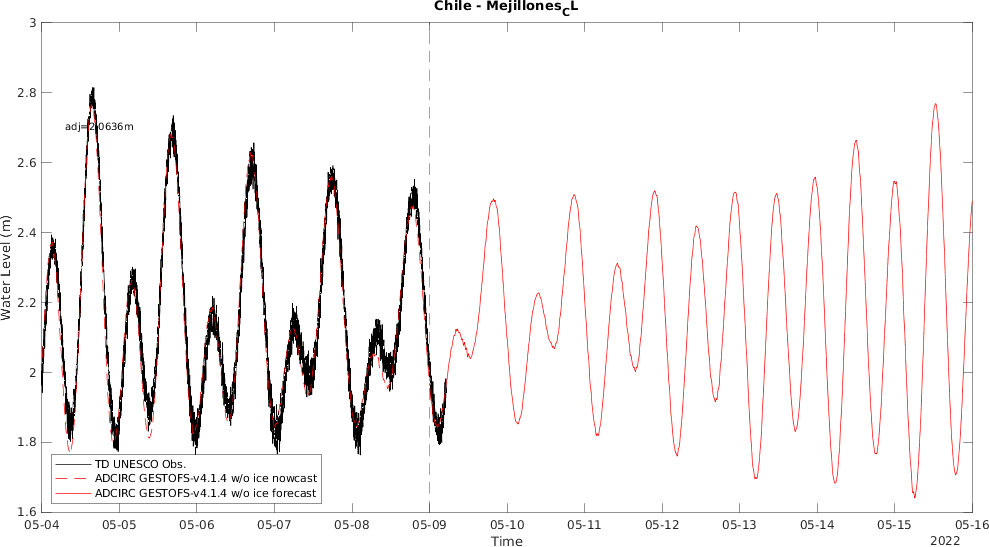 Chile - Mejillones_CL
3
2.8
2.6
2.4
2.2
2
1.8
1.6
Water Level (m)
adj=2.0636m
TD UNESCO Obs.
ADCIRC GESTOFS-v4.1.4 w/o ice nowcast
ADCIRC GESTOFS-v4.1.4 w/o ice forecast
05-04 05-05 05-06 05-07 05-08 05-09 05-10 05-11 05-12 05-13 05-14 05-15 05-16
Time
2022